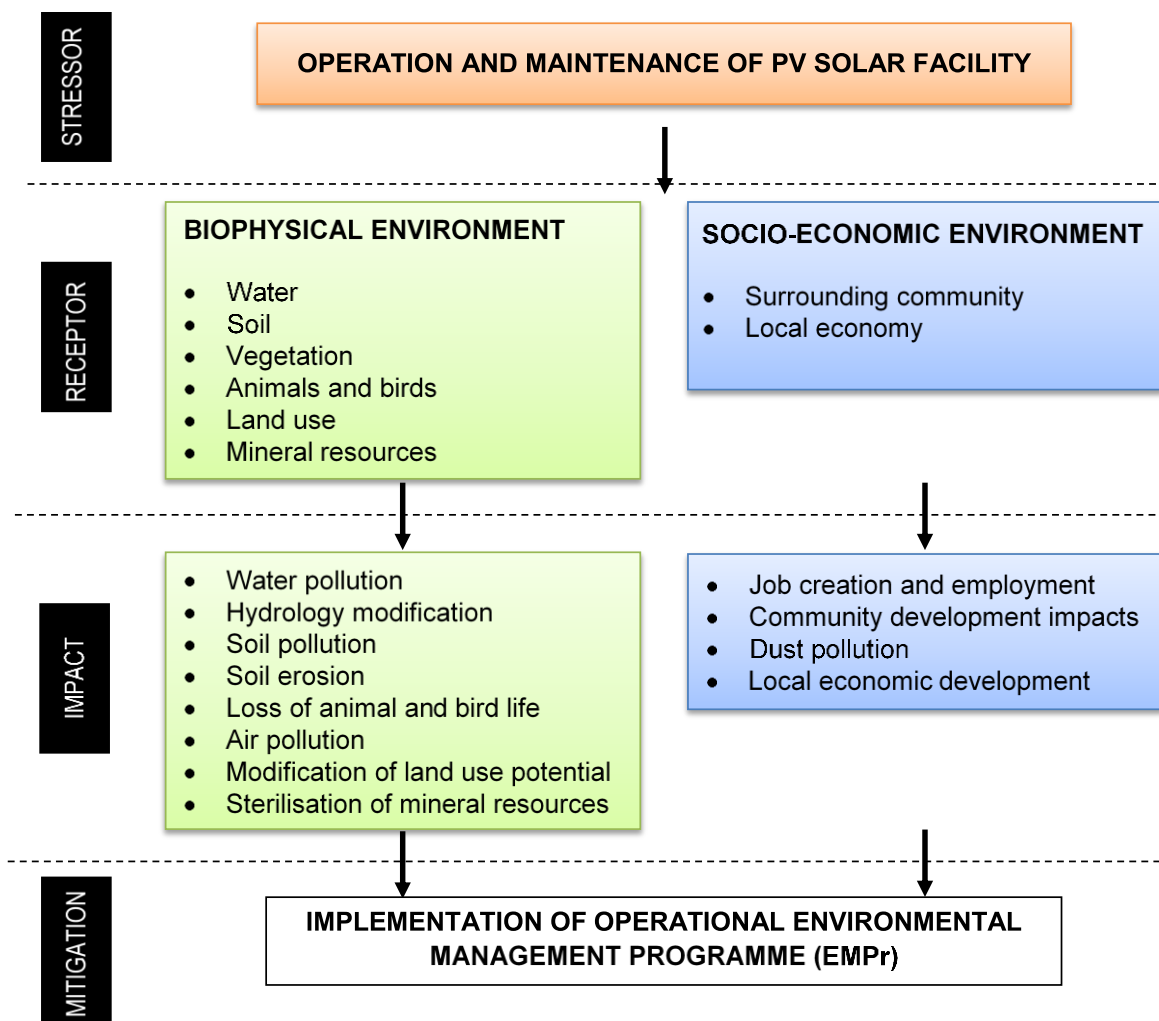 STRESSOR
OPERATION AND MAINTENANCE OF PV SOLAR FACILITY
RECEPTOR
BIOPHYSICAL ENVIRONMENT
• Water
• Soil
• Vegetation
• Animals and birds
• Land use
• Mineral resources
SOCIO-ECONOMIC ENVIRONMENT
• Surrounding community
• Local economy
IMPACT
• Water pollution
• Hydrology modification
• Soil pollution
• Soil erosion
• Loss of animal and bird life
• Air pollution
• Modification of land use potential
• Sterilisation of mineral resources
• Job creation and employment
• Community development impacts
• Dust pollution
• Local economic development
MITIGATION
IMPLEMENTATION OF OPERATIONAL ENVIRONMENTAL
MANAGEMENT PROGRAMME (EMPr)